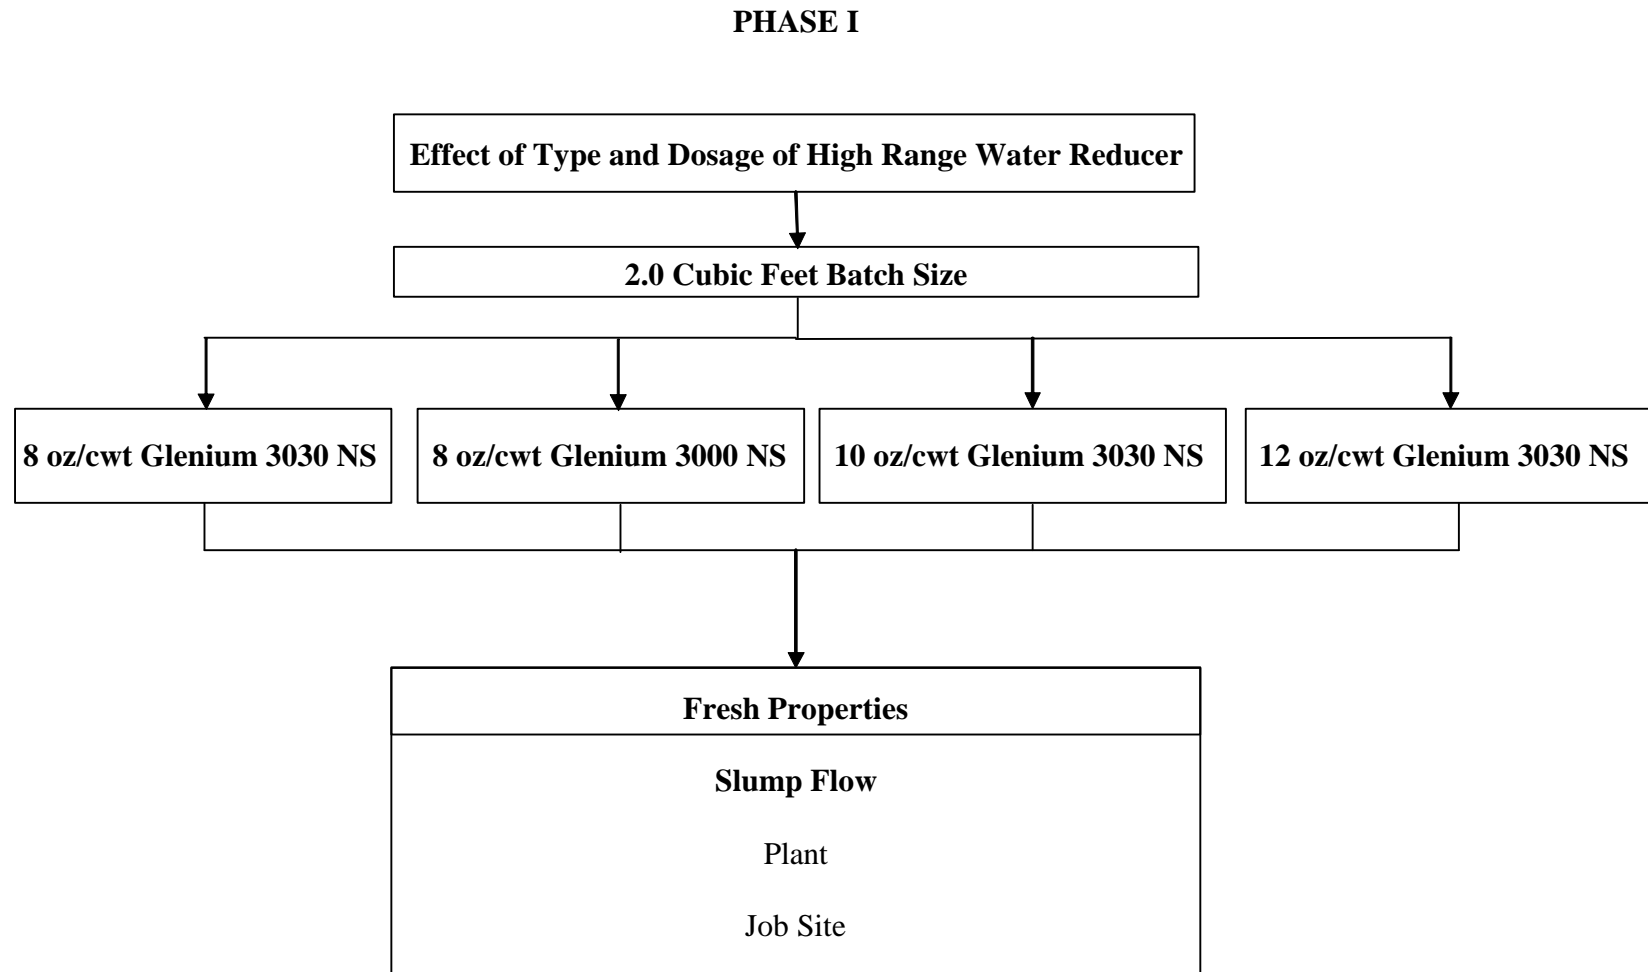 PHASE I
Effect of Type and Dosage of High Range Water Reducer
2.0 Cubic Feet Batch Size
8 oz/cwt Glenium 3030 NS
8 oz/cwt Glenium 3000 NS
10 oz/cwt Glenium 3030 NS
12 oz/cwt Glenium 3030 NS
Fresh Properties
Slump Flow
Plant
Job Site